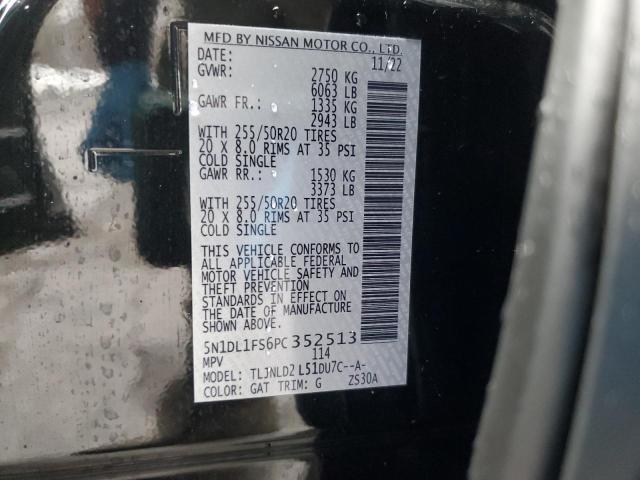 MFD BY NISSAN MOTOR CO., LTD.
DATE: 11/22
GVWR: 2750 KG
6063 LB
GAWR FR.: 1335 KG
2943 LB
WITH 255/50R20 TIRES
20 X 8.0 RIMS AT 35 PSI
COLD SINGLE
GAWR RR.: 1530 KG
3373 LB
WITH 255/50R20 TIRES
20 X 8.0 RIMS AT 35 PSI
COLD SINGLE
THIS VEHICLE CONFORMS TO
ALL APPLICABLE FEDERAL
MOTOR VEHICLE SAFETY AND
THEFT PREVENTION
STANDARDS IN EFFECT ON
THE DATE OF MANUFACTURE
SHOWN ABOVE.
5N1DL1FS6PC352513
MPV 114
MODEL: TLJNLD2 L51DU7C--A-
COLOR: GAT TRIM: G ZS30A